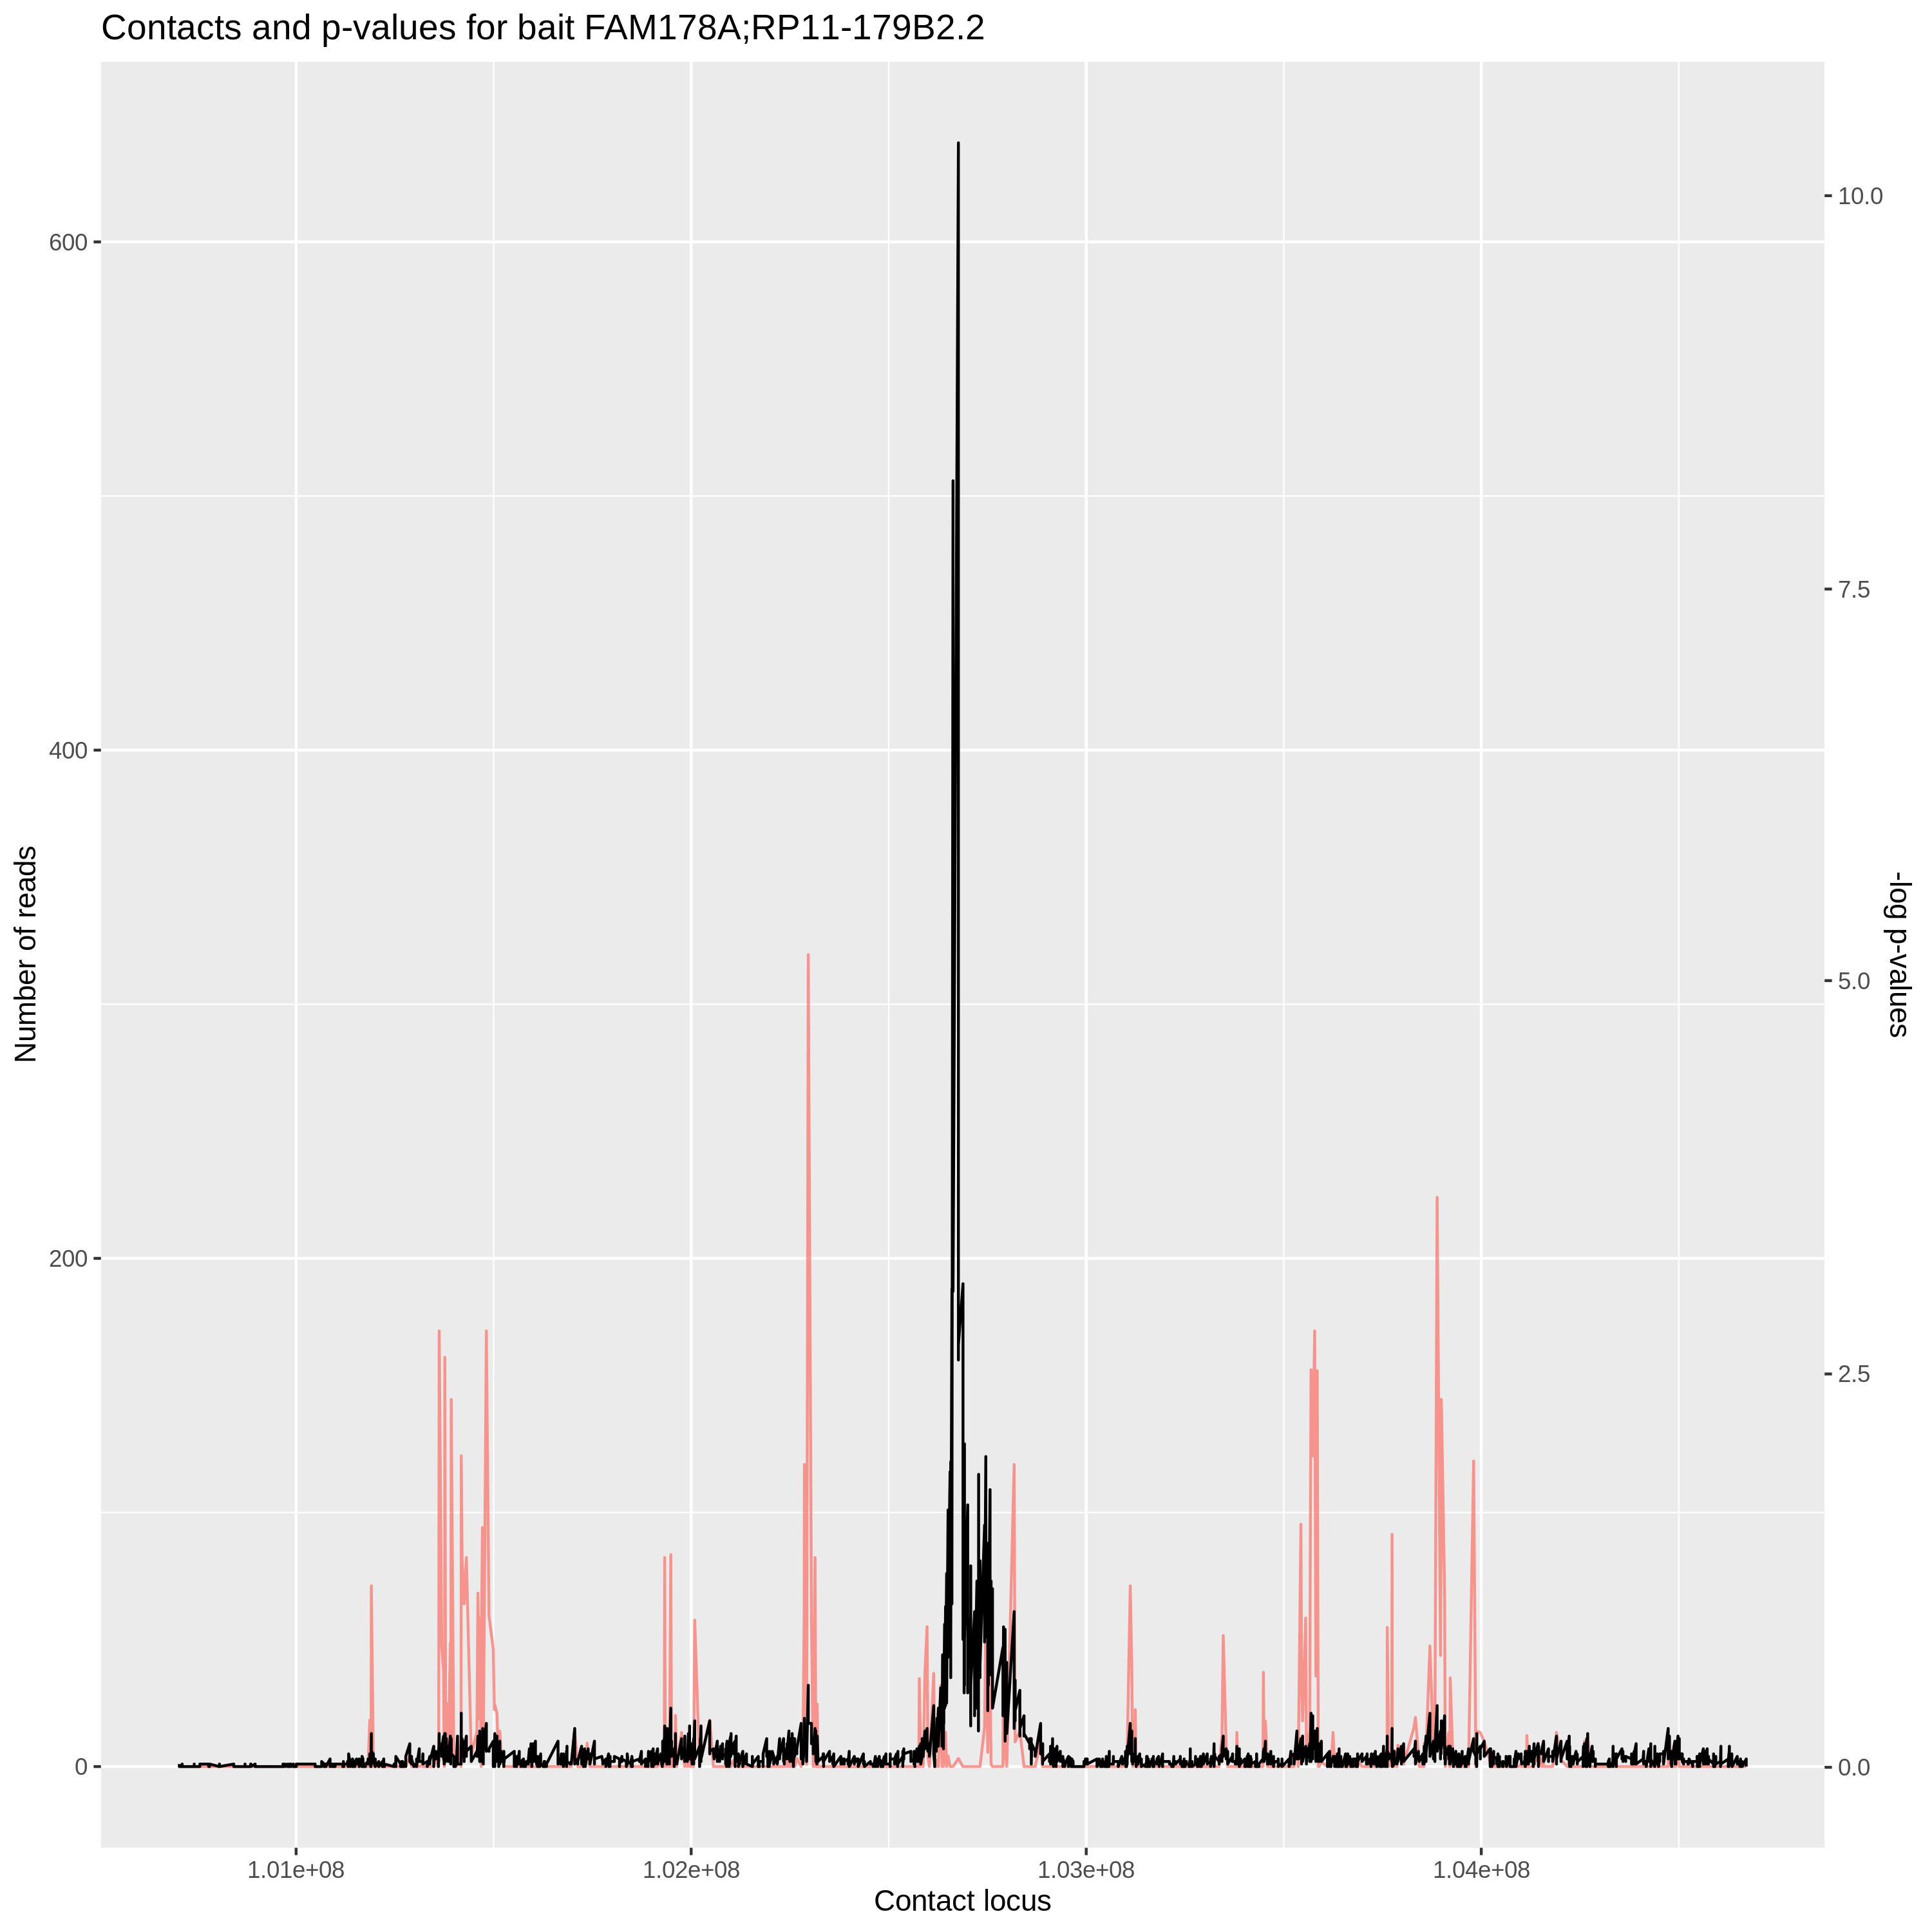 Contacts and p-values for bait FAM178A;RP11-179B2.2
Number of reads
600
400
200
0
10.0
7.5
5.0
2.5
0.0
-log p-values
1.01e+08 1.02e+08 1.03e+08 1.04e+08
Contact locus